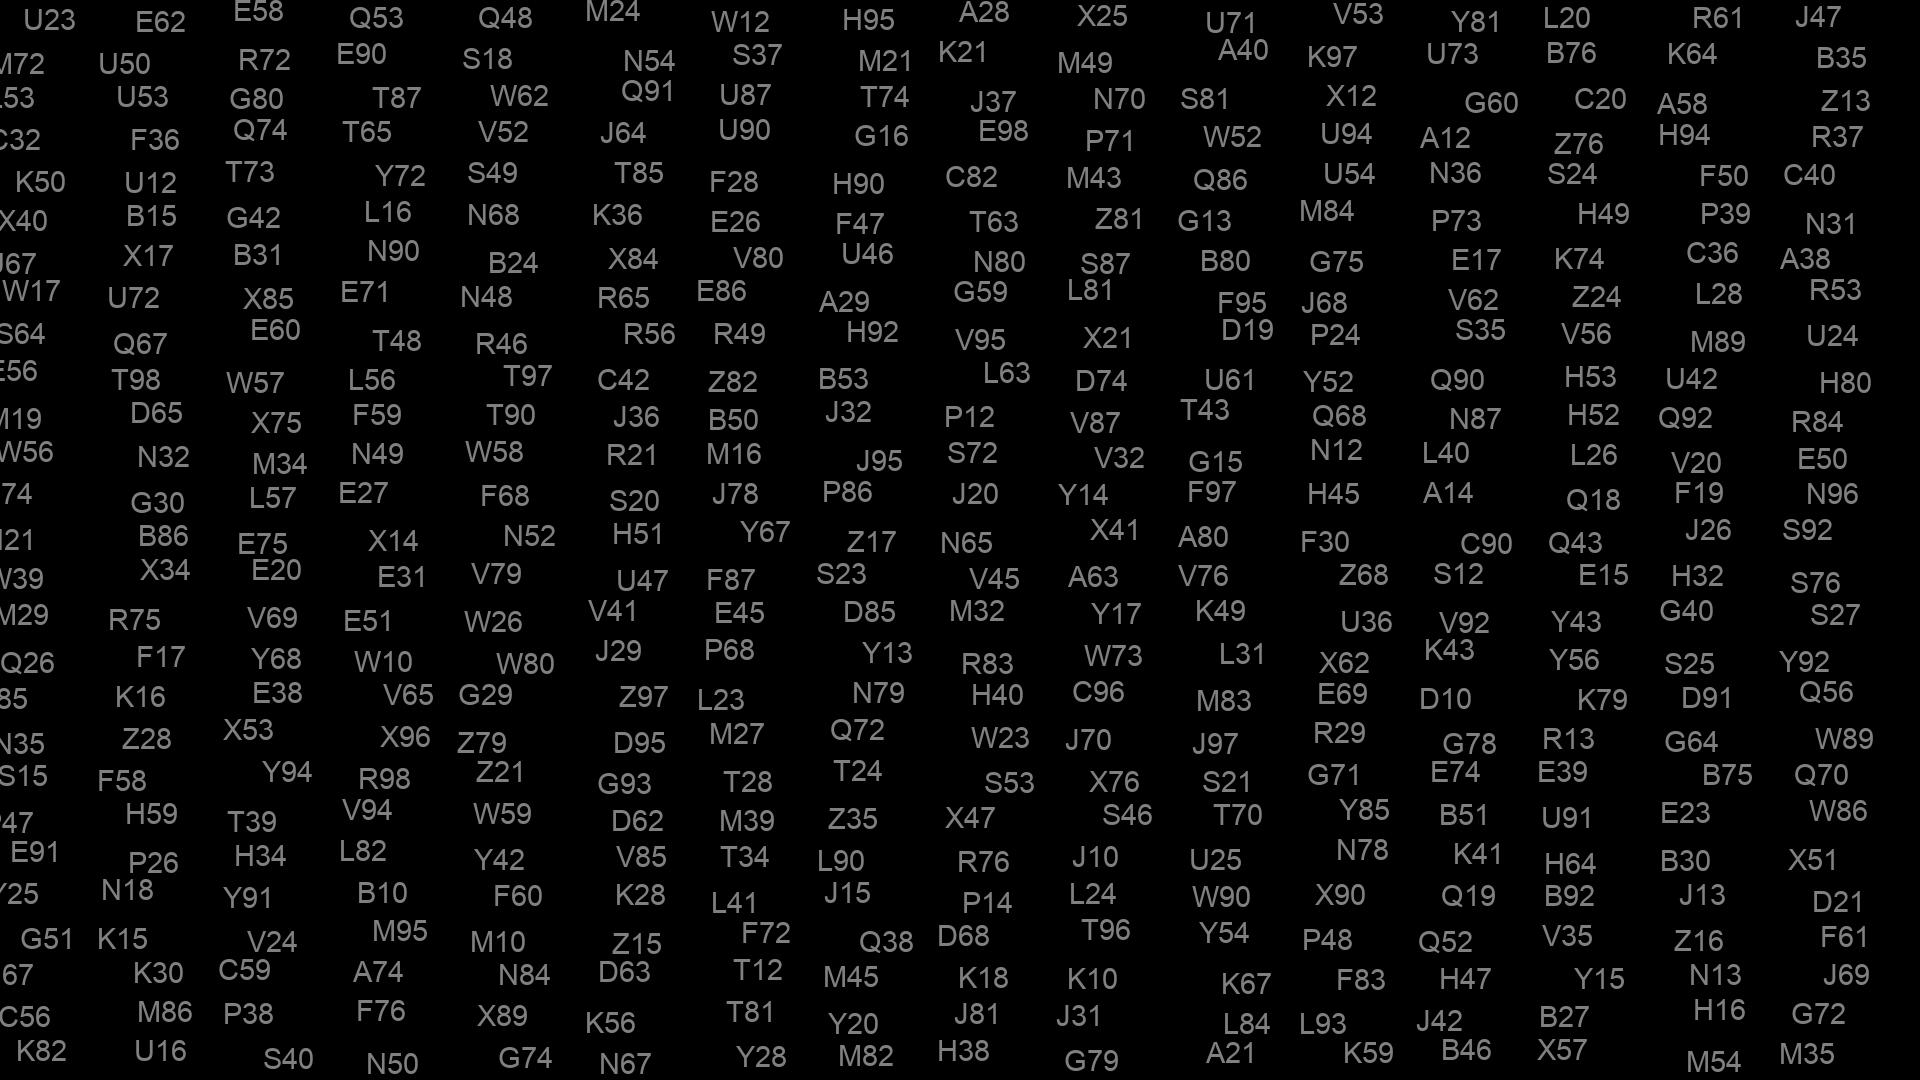 U23 E62 E58 Q53 Q48 M24 W12 H95 A28 X25 U71 V53 Y81 L20 R61 J47
M72 U50 R72 E90 S18 N54 S37 M21 K21 M49 A40 K97 U73 B76 K64 B35
53 U53 G80 T87 W62 Q91 U87 T74 J37 N70 S81 X12 G60 C20 A58 Z13
C32 F36 Q74 T65 V52 J64 U90 G16 E98 P71 W52 U94 A12 Z76 H94 R37
K50 U12 T73 Y72 S49 T85 F28 H90 C82 M43 Q86 U54 N36 S24 F50 C40
X40 B15 G42 L16 N68 K36 E26 F47 T63 Z81 G13 M84 P73 H49 P39 N31
67 X17 B31 N90 B24 X84 V80 U46 N80 S87 B80 G75 E17 K74 C36 A38
W17 U72 X85 E71 N48 R65 E86 A29 G59 L81 F95 J68 V62 Z24 L28 R53
S64 Q67 E60 T48 R46 R56 R49 H92 V95 X21 D19 P24 S35 V56 M89 U24
E56 T98 W57 L56 T97 C42 Z82 B53 L63 D74 U61 Y52 Q90 H53 U42 H80
M19 D65 X75 F59 T90 J36 B50 J32 P12 V87 T43 Q68 N87 H52 Q92 R84
W56 N32 M34 N49 W58 R21 M16 J95 S72 V32 G15 N12 L40 L26 V20 E50
74 G30 L57 E27 F68 S20 J78 P86 J20 Y14 F97 H45 A14 Q18 F19 N96
21 B86 E75 X14 N52 H51 Y67 Z17 N65 X41 A80 F30 C90 Q43 J26 S92
W39 X34 E20 E31 V79 U47 F87 S23 V45 A63 V76 Z68 S12 E15 H32 S76
M29 R75 V69 E51 W26 V41 E45 D85 M32 Y17 K49 U36 V92 Y43 G40 S27
Q26 F17 Y68 W10 W80 J29 P68 Y13 R83 W73 L31 X62 K43 Y56 S25 Y92
85 K16 E38 V65 G29 Z97 L23 N79 H40 C96 M83 E69 D10 K79 D91 Q56
N35 Z28 X53 X96 Z79 D95 M27 Q72 W23 J70 J97 R29 G78 R13 G64 W89
S15 F58 Y94 R98 Z21 G93 T28 T24 S53 X76 S21 G71 E74 E39 B75 Q70
47 H59 T39 V94 W59 D62 M39 Z35 X47 S46 T70 Y85 B51 U91 E23 W86
E91 P26 H34 L82 Y42 V85 T34 L90 R76 J10 U25 N78 K41 H64 B30 X51
Y25 N18 Y91 B10 F60 K28 L41 J15 P14 L24 W90 X90 Q19 B92 J13 D21
G51 K15 V24 M95 M10 Z15 F72 Q38 D68 T96 Y54 P48 Q52 V35 Z16 F61
67 K30 C59 A74 N84 D63 T12 M45 K18 K10 K67 F83 H47 Y15 N13 J69
C56 M86 P38 F76 X89 K56 T81 Y20 J81 J31 L84 L93 J42 B27 H16 G72
K82 U16 S40 N50 G74 N67 Y28 M82 H38 G79 A21 K59 B46 X57 M54 M35